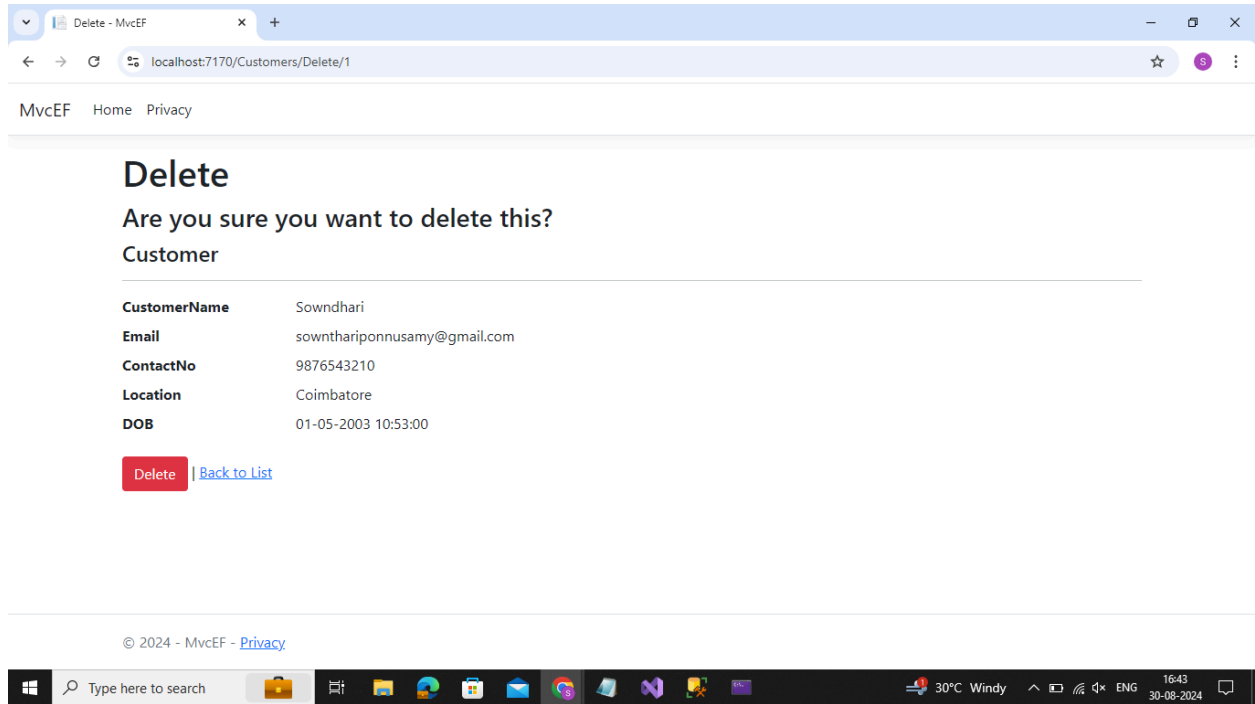 Delete - MvcEF
localhost:7170/Customers/Delete/1
S
MvcEF Home Privacy
Delete
Are you sure you want to delete this?
Customer
CustomerName Sowndhari
Email sownthariponnusamy@gmail.com
ContactNo 9876543210
Location Coimbatore
DOB 01-05-2003 10:53:00
Delete | Back to List
© 2024 - MvcEF - Privacy
Type here to search
30°C Windy ENG 16:43
30-08-2024